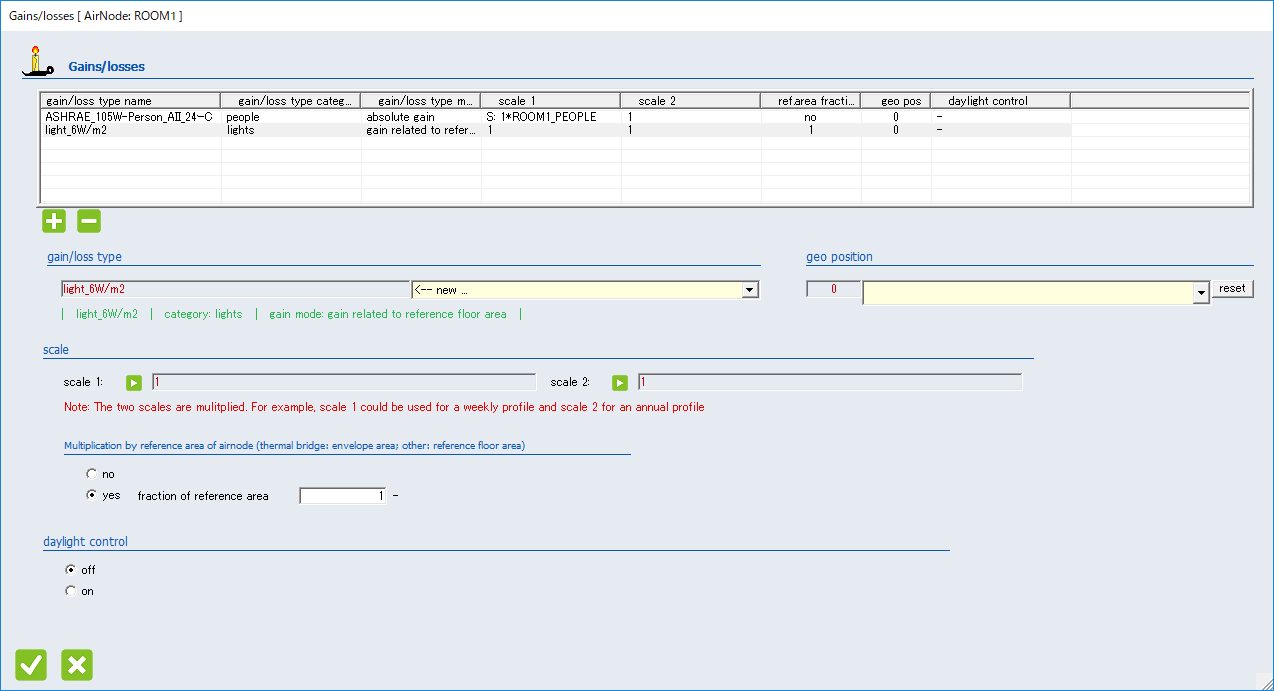 Gains/losses [ AirNode: ROOM1 ]
Gains/losses
gain/loss type name gain/loss type categ... gain/loss type m... scale 1 scale 2 ref.area fracti... geo pos daylight control
ASHRAE_105W-Person_AII_24-C people absolute gain S: 1*ROOM1_PEOPLE 1 no 0 -
light_6W/m2 lights gain related to refer... 1 1 1 0 -
gain/loss type geo position
light_6W/m2 <-- new ... 0 reset
| light_6W/m2 | category: lights | gain mode: gain related to reference floor area |
scale
scale 1: 1 scale 2: 1
Note: The two scales are mulitplied. For example, scale 1 could be used for a weekly profile and scale 2 for an annual profile
Multiplication by reference area of airnode (thermal bridge: envelope area; other: reference floor area)
no
yes fraction of reference area 1 -
daylight control
off
on